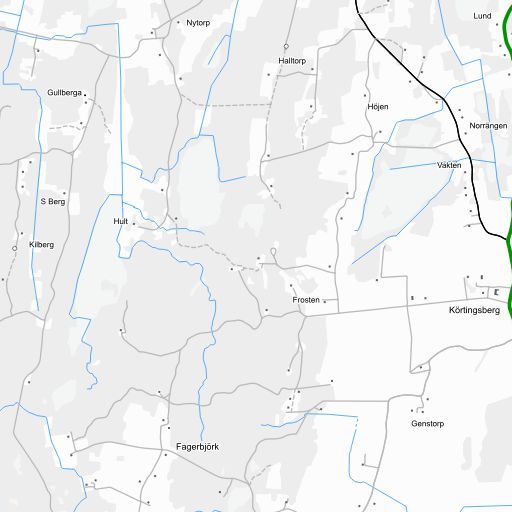 Lund
Nytorp
Halltorp
Gullberga
Höjen
Norrängen
Vakten
S Berg
Hult
Kilberg
Frosten
Körtingsberg
Genstorp
Fagerbjörk